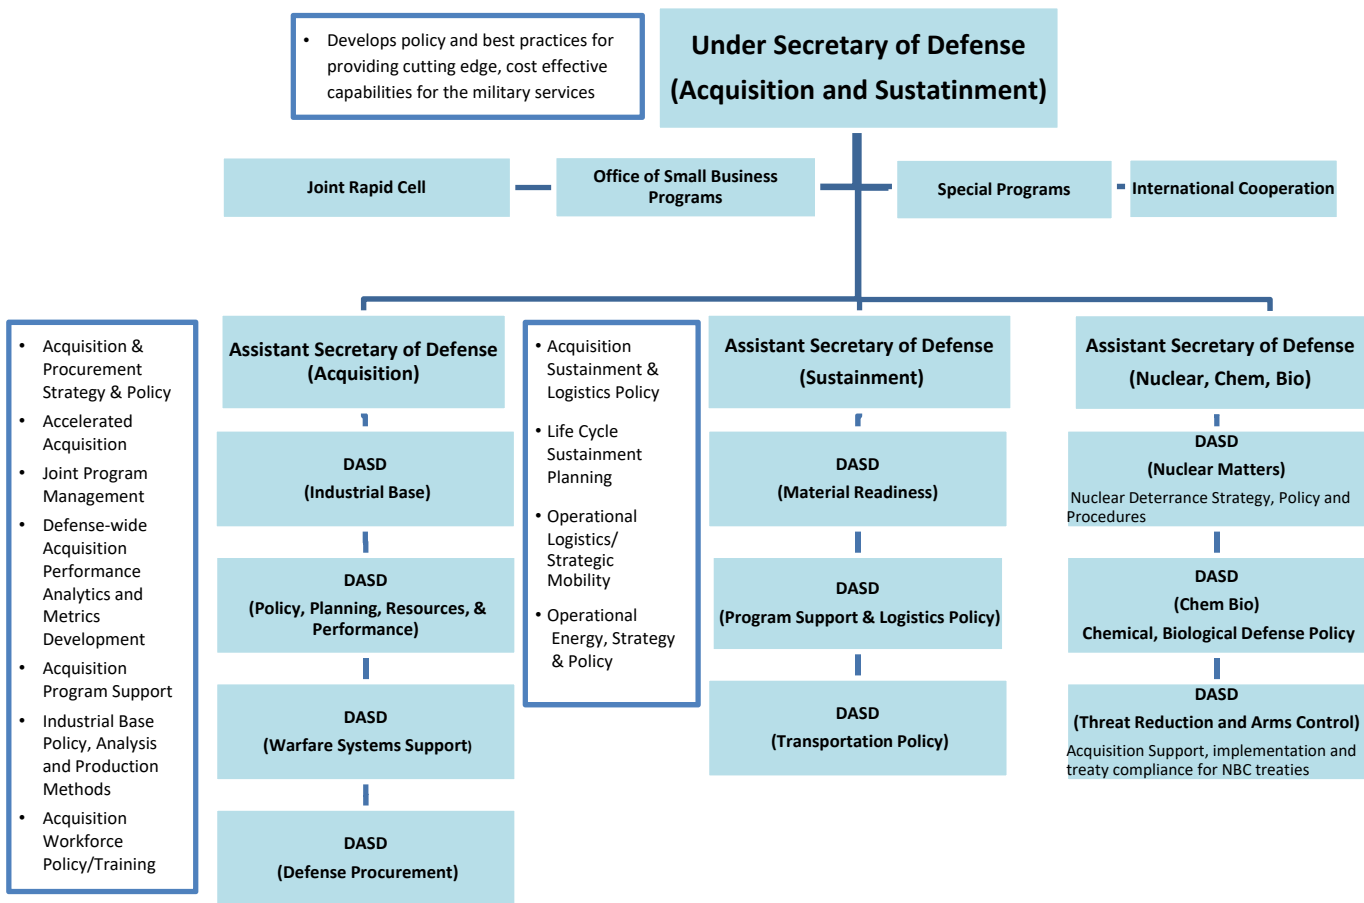 • Develops policy and best practices for
providing cutting edge, cost effective
capabilities for the military services
Under Secretary of Defense
(Acquisition and Sustatinment)
Joint Rapid Cell
Office of Small Business
Programs
Special Programs
International Cooperation
• Acquisition &
Procurement
Strategy & Policy
• Accelerated
Acquisition
• Joint Program
Management
• Defense-wide
Acquisition
Performance
Analytics and
Metrics
Development
• Acquisition
Program Support
• Industrial Base
Policy, Analysis
and Production
Methods
• Acquisition
Workforce
Policy/Training
Assistant Secretary of Defense
(Acquisition)
DASD
(Industrial Base)
DASD
(Policy, Planning, Resources, &
Performance)
DASD
(Warfare Systems Support)
DASD
(Defense Procurement)
• Acquisition
Sustainment &
Logistics Policy
• Life Cycle
Sustainment
Planning
• Operational
Logistics/
Strategic
Mobility
• Operational
Energy, Strategy
& Policy
Assistant Secretary of Defense
(Sustainment)
DASD
(Material Readiness)
DASD
(Program Support & Logistics Policy)
DASD
(Transportation Policy)
Assistant Secretary of Defense
(Nuclear, Chem, Bio)
DASD
(Nuclear Matters)
Nuclear Deterrance Strategy, Policy and
Procedures
DASD
(Chem Bio)
Chemical, Biological Defense Policy
DASD
(Threat Reduction and Arms Control)
Acquisition Support, implementation and
treaty compliance for NBC treaties